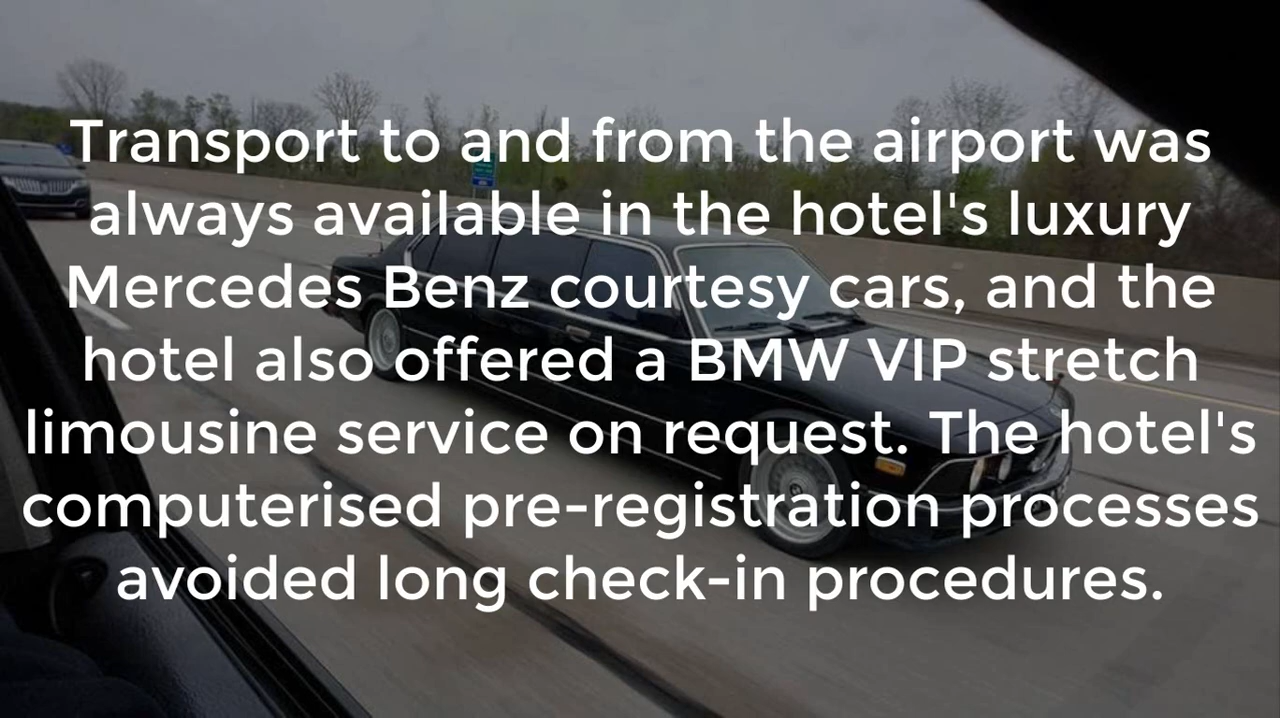 Transport to and from the airport was
always available in the hotel's luxury
Mercedes Benz courtesy cars, and the
hotel also offered a BMW VIP stretch
limousine service on request. The hotel's
computerised pre-registration processes
avoided long check-in procedures.